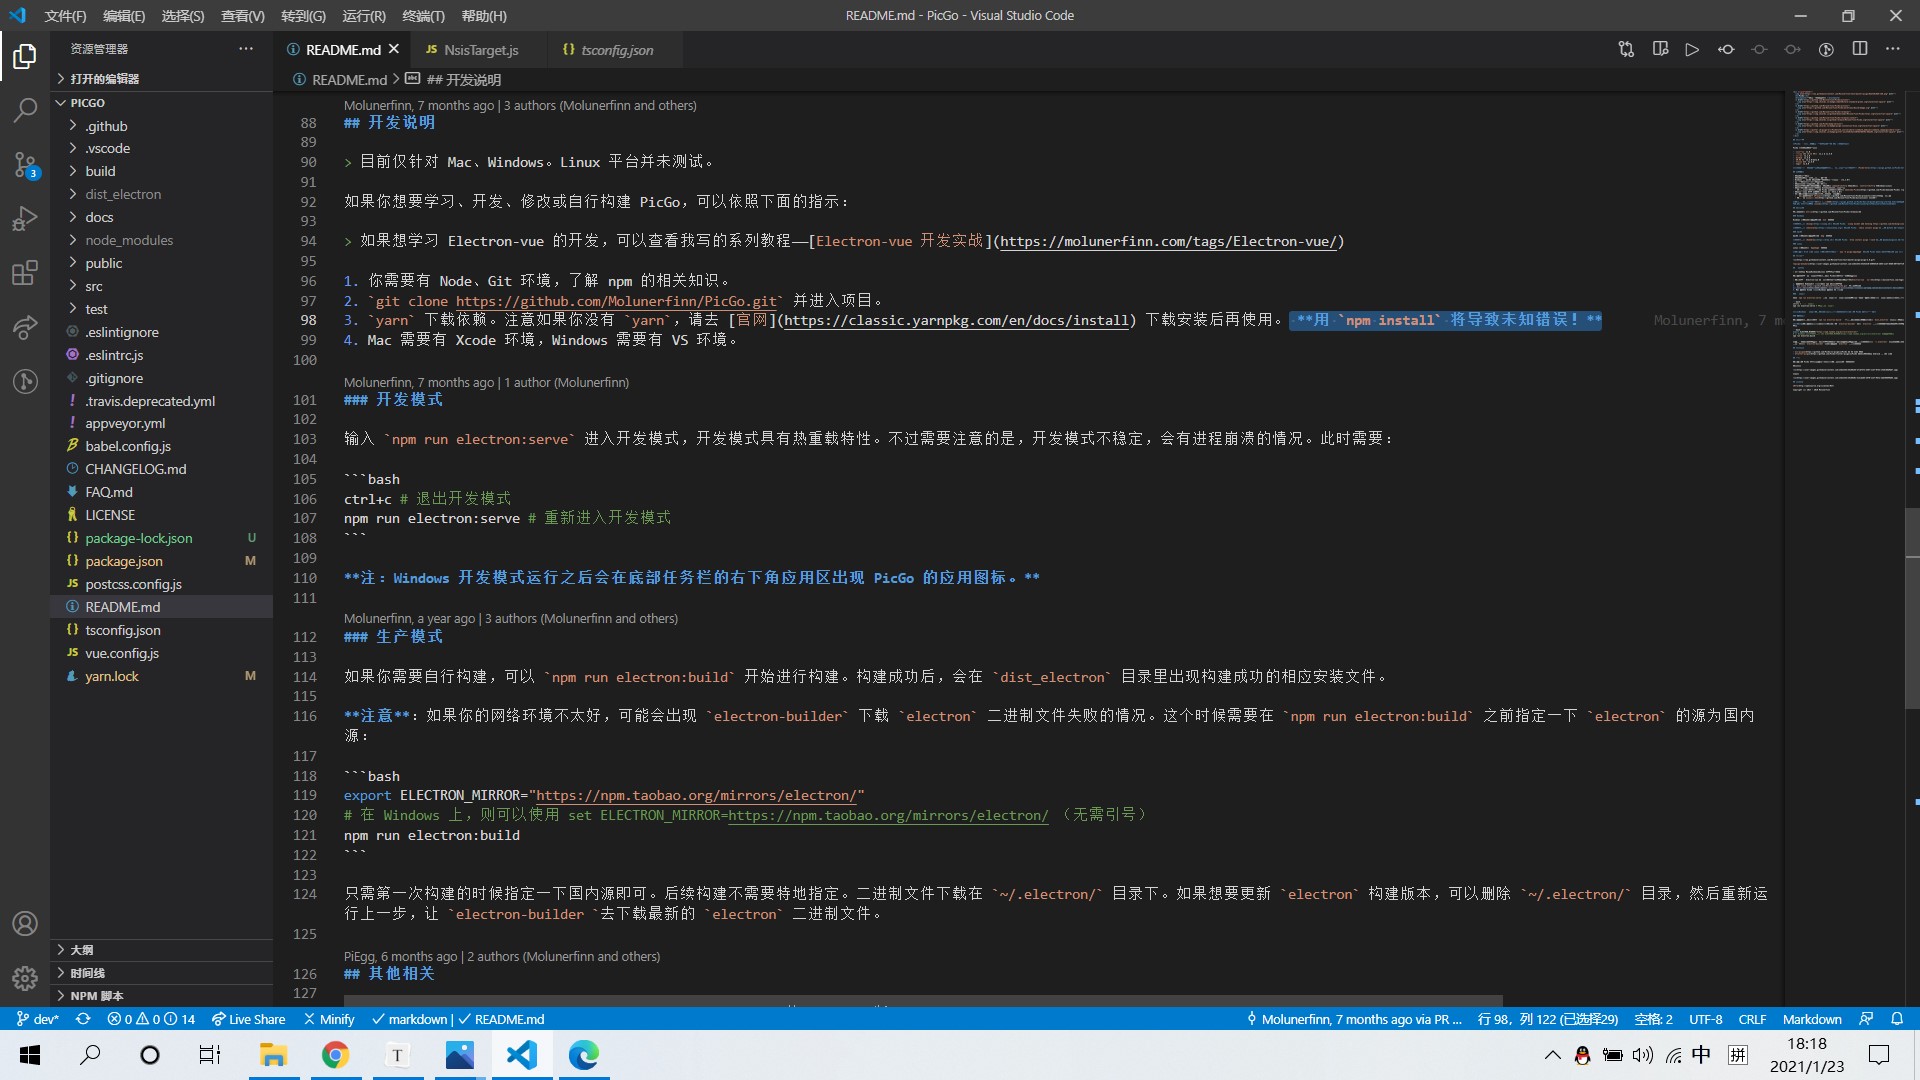 文件(F) 编辑(E) 选择(S) 查看(V) 转到(G) 运行(R) 终端(T) 帮助(H)
README.md - PicGo - Visual Studio Code
资源管理器
README.md
JS NsisTarget.js
{} tsconfig.json
打开的编辑器
README.md > ## 开发说明
PICGO
.github
.vscode
build
dist_electron
docs
node_modules
public
src
test
.eslintignore
.eslintrc.js
.gitignore
! .travis.deprecated.yml
! appveyor.yml
babel.config.js
CHANGELOG.md
FAQ.md
LICENSE
{} package-lock.json U
{} package.json M
JS postcss.config.js
README.md
{} tsconfig.json
JS vue.config.js
yarn.lock M
大纲
时间线
NPM 脚本
3
Molunerfinn, 7 months ago | 3 authors (Molunerfinn and others)
88 ## 开发说明
89
90 > 目前仅针对 Mac、Windows。Linux 平台并未测试。
91
92 如果你想要学习、开发、修改或自行构建 PicGo，可以依照下面的指示：
93
94 > 如果想学习 Electron-vue 的开发，可以查看我写的系列教程——[Electron-vue 开发实战](https://molunerfinn.com/tags/Electron-vue/)
95
96 1. 你需要有 Node、Git 环境，了解 npm 的相关知识。
97 2. `git clone https://github.com/Molunerfinn/PicGo.git` 并进入项目。
98 3. `yarn` 下载依赖。注意如果你没有 `yarn`，请去 [官网](https://classic.yarnpkg.com/en/docs/install) 下载安装后再使用。 **用 `npm install` 将导致未知错误！** Molunerfinn, 7 m
99 4. Mac 需要有 Xcode 环境，Windows 需要有 VS 环境。
100
Molunerfinn, 7 months ago | 1 author (Molunerfinn)
101 ### 开发模式
102
103 输入 `npm run electron:serve` 进入开发模式，开发模式具有热重载特性。不过需要注意的是，开发模式不稳定，会有进程崩溃的情况。此时需要：
104
105 ```bash
106 ctrl+c # 退出开发模式
107 npm run electron:serve # 重新进入开发模式
108 ```
109
110 **注：Windows 开发模式运行之后会在底部任务栏的右下角应用区出现 PicGo 的应用图标。**
111
Molunerfinn, a year ago | 3 authors (Molunerfinn and others)
112 ### 生产模式
113
114 如果你需要自行构建，可以 `npm run electron:build` 开始进行构建。构建成功后，会在 `dist_electron` 目录里出现构建成功的相应安装文件。
115
116 **注意**：如果你的网络环境不太好，可能会出现 `electron-builder` 下载 `electron` 二进制文件失败的情况。这个时候需要在 `npm run electron:build` 之前指定一下 `electron` 的源为国内
源：
117
118 ```bash
119 export ELECTRON_MIRROR="https://npm.taobao.org/mirrors/electron/"
120 # 在 Windows 上，则可以使用 set ELECTRON_MIRROR=https://npm.taobao.org/mirrors/electron/ （无需引号）
121 npm run electron:build
122 ```
123
124 只需第一次构建的时候指定一下国内源即可。后续构建不需要特地指定。二进制文件下载在 `~/.electron/` 目录下。如果想要更新 `electron` 构建版本，可以删除 `~/.electron/` 目录，然后重新运
行上一步，让 `electron-builder `去下载最新的 `electron` 二进制文件。
125
PiEgg, 6 months ago | 2 authors (Molunerfinn and others)
126 ## 其他相关
127
dev* 0 0 14 Live Share Minify markdown | README.md
Molunerfinn, 7 months ago via PR ... 行 98，列 122 (已选择29) 空格: 2 UTF-8 CRLF Markdown
T
中 拼
18:18
2021/1/23